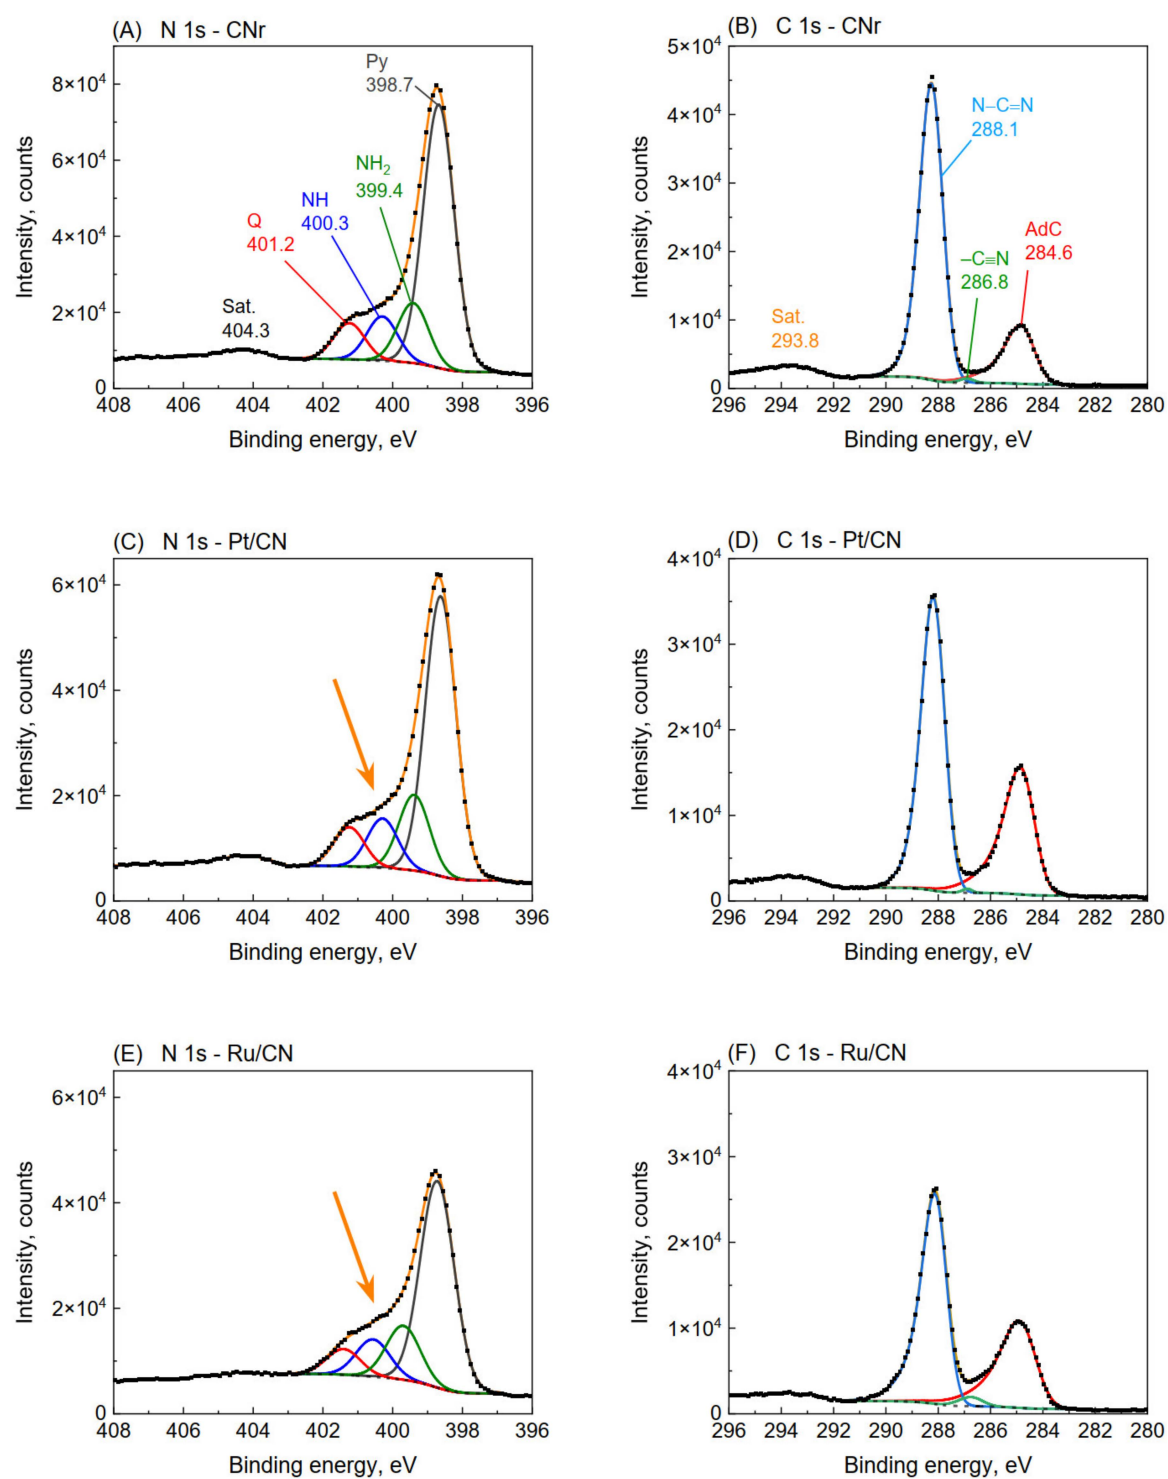 (A) N 1s - CNr
Intensity, counts
8×10⁴
6×10⁴
4×10⁴
2×10⁴
0
Py
398.7
NH₂
399.4
NH
400.3
Q
401.2
Sat.
404.3
408 406 404 402 400 398 396
Binding energy, eV
(B) C 1s - CNr
Intensity, counts
5×10⁴
4×10⁴
3×10⁴
2×10⁴
1×10⁴
0
N–C=N
288.1
AdC
284.6
–C≡N
286.8
Sat.
293.8
296 294 292 290 288 286 284 282 280
Binding energy, eV
(C) N 1s - Pt/CN
Intensity, counts
6×10⁴
4×10⁴
2×10⁴
0
408 406 404 402 400 398 396
Binding energy, eV
(D) C 1s - Pt/CN
Intensity, counts
4×10⁴
3×10⁴
2×10⁴
1×10⁴
0
296 294 292 290 288 286 284 282 280
Binding energy, eV
(E) N 1s - Ru/CN
Intensity, counts
6×10⁴
4×10⁴
2×10⁴
0
408 406 404 402 400 398 396
Binding energy, eV
(F) C 1s - Ru/CN
Intensity, counts
4×10⁴
3×10⁴
2×10⁴
1×10⁴
0
296 294 292 290 288 286 284 282 280
Binding energy, eV